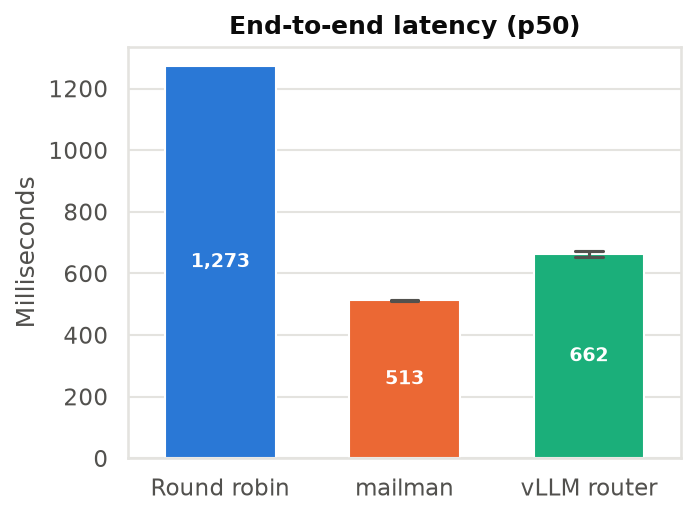 End-to-end latency (p50)
Milliseconds
1200
1000
800
600
400
200
0
1,273
513
662
Round robin
mailman
vLLM router